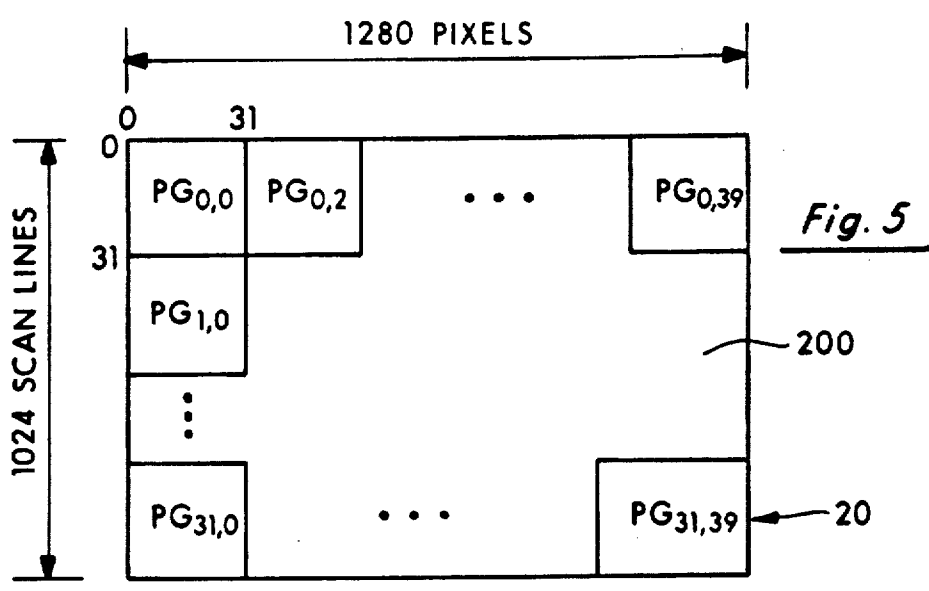 1280 PIXELS
0 31
0
PG0,0 PG0,2 • • • PG0,39
Fig. 5
31
PG1,0
200
1024 SCAN LINES
PG31,0 • • • PG31,39
20